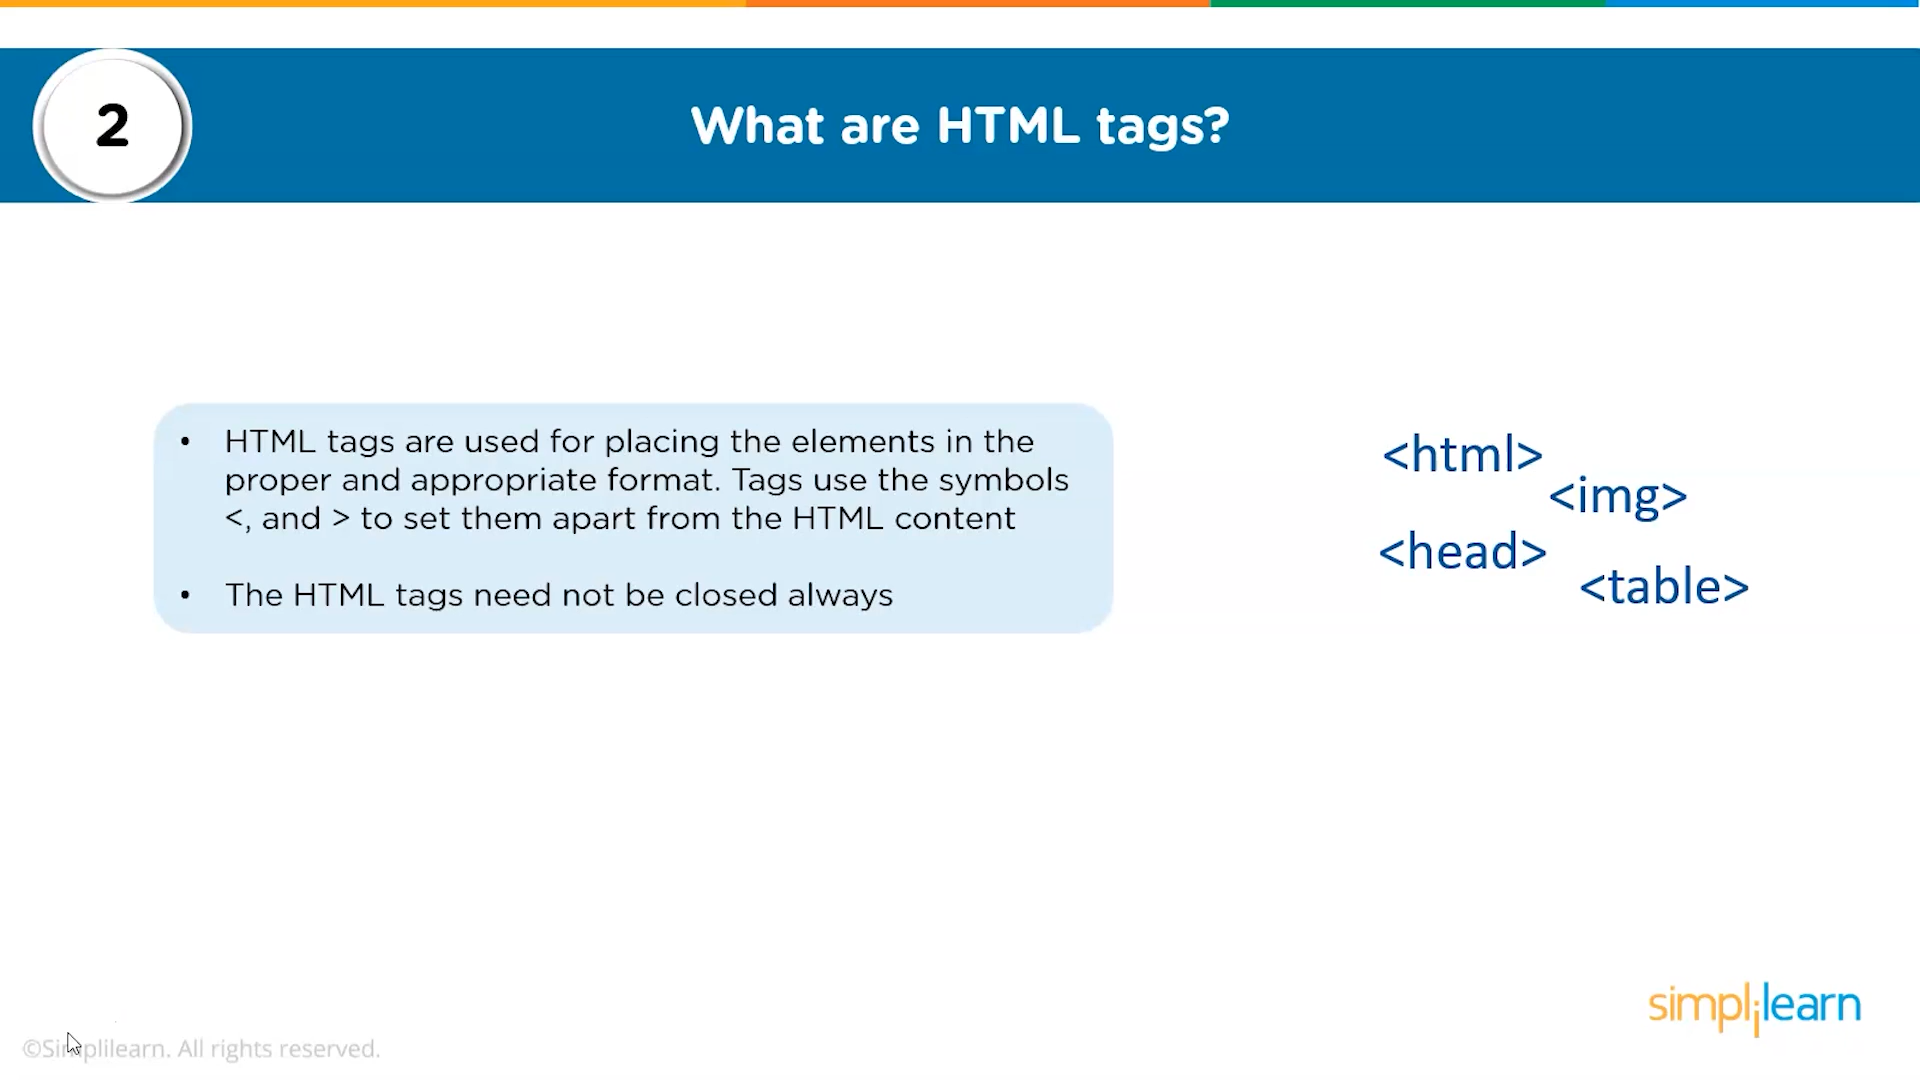 2
What are HTML tags?
• HTML tags are used for placing the elements in the
proper and appropriate format. Tags use the symbols
<, and > to set them apart from the HTML content
• The HTML tags need not be closed always
<html>
<img>
<head>
<table>
simplilearn
©Simplilearn. All rights reserved.